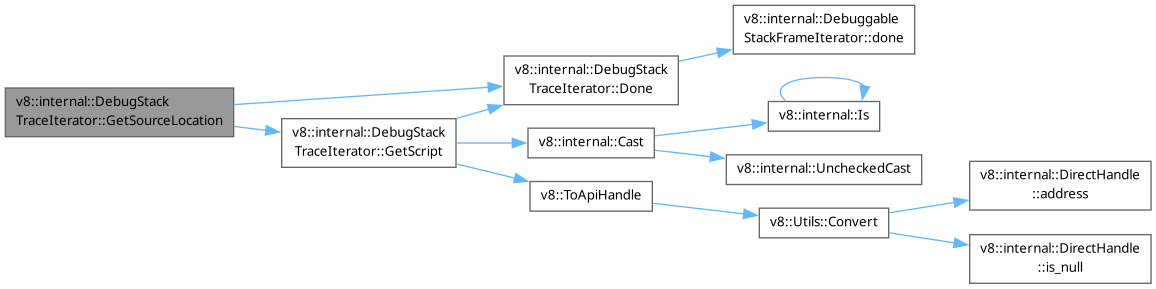 v8::internal::DebugStack
TraceIterator::GetSourceLocation
v8::internal::DebugStack
TraceIterator::GetScript
v8::internal::DebugStack
TraceIterator::Done
v8::internal::Debuggable
StackFrameIterator::done
v8::internal::Cast
v8::internal::Is
v8::internal::UncheckedCast
v8::ToApiHandle
v8::Utils::Convert
v8::internal::DirectHandle
::address
v8::internal::DirectHandle
::is_null